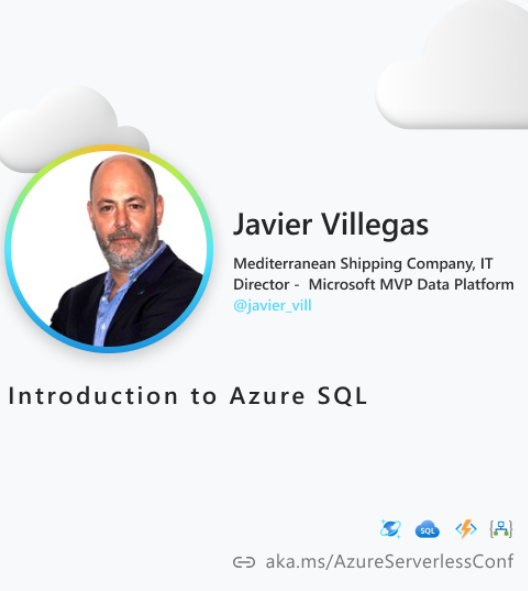 Javier Villegas
Mediterranean Shipping Company, IT
Director -  Microsoft MVP Data Platform
@javier_vill
Introduction to Azure SQL
SQL
aka.ms/AzureServerlessConf